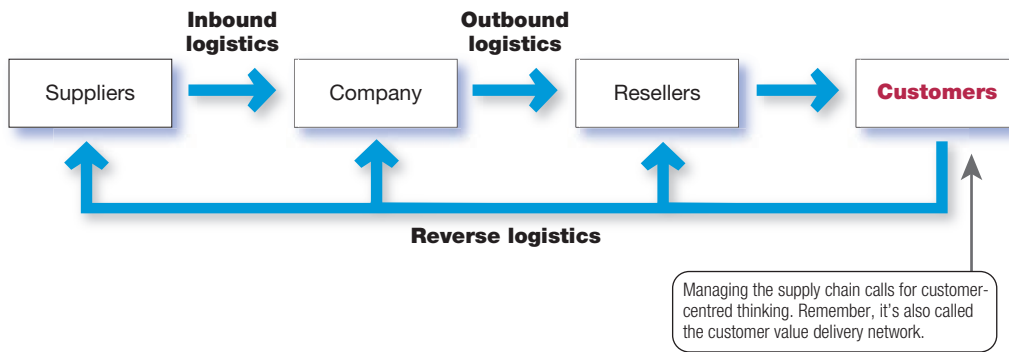 Inbound
logistics
Outbound
logistics
Suppliers
Company
Resellers
Customers
Reverse logistics
Managing the supply chain calls for customer-
centred thinking. Remember, it's also called
the customer value delivery network.